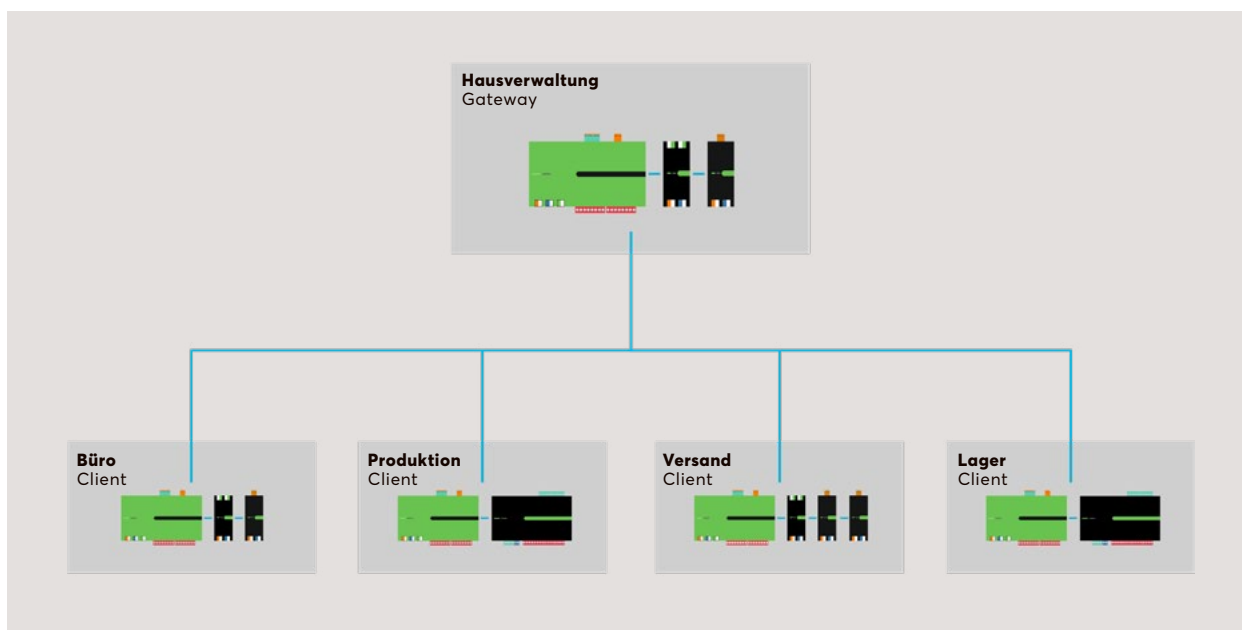 Hausverwaltung
Gateway
Büro
Client
Produktion
Client
Versand
Client
Lager
Client